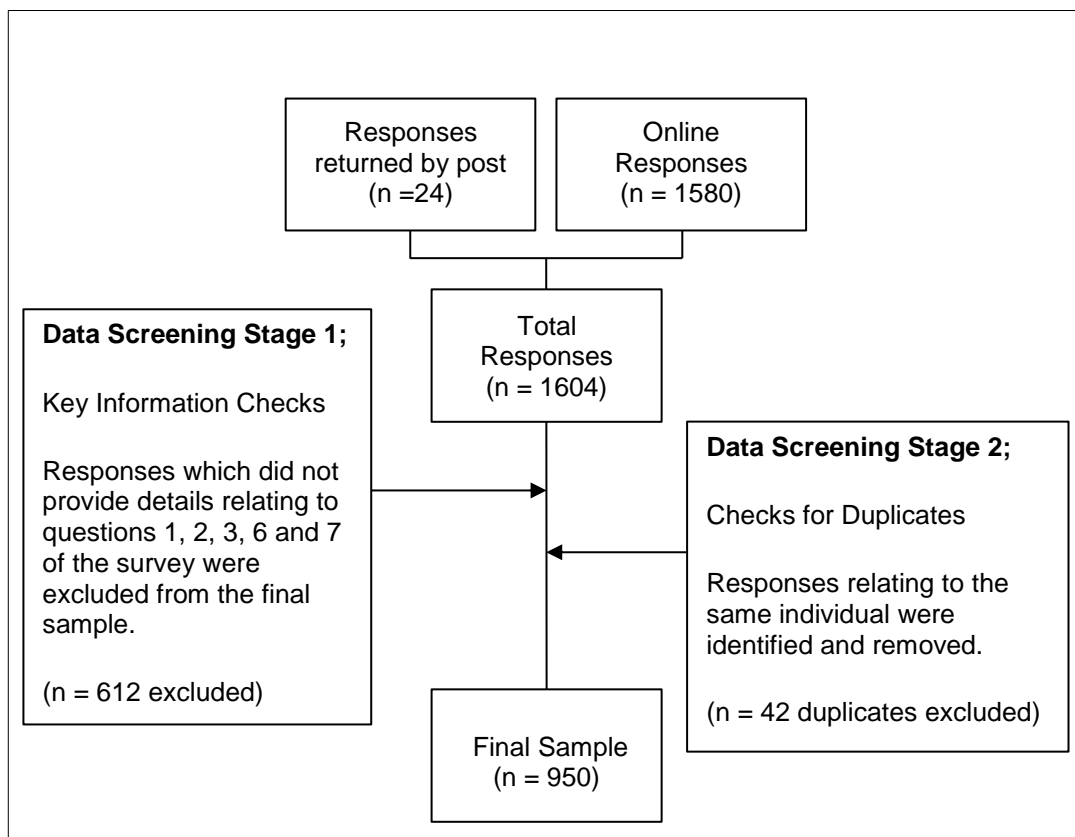 Responses
returned by post
(n =24)
Online
Responses
(n = 1580)
Total
Responses
(n = 1604)
Data Screening Stage 1;
Key Information Checks
Responses which did not
provide details relating to
questions 1, 2, 3, 6 and 7
of the survey were
excluded from the final
sample.
(n = 612 excluded)
Data Screening Stage 2;
Checks for Duplicates
Responses relating to the
same individual were
identified and removed.
(n = 42 duplicates excluded)
Final Sample
(n = 950)